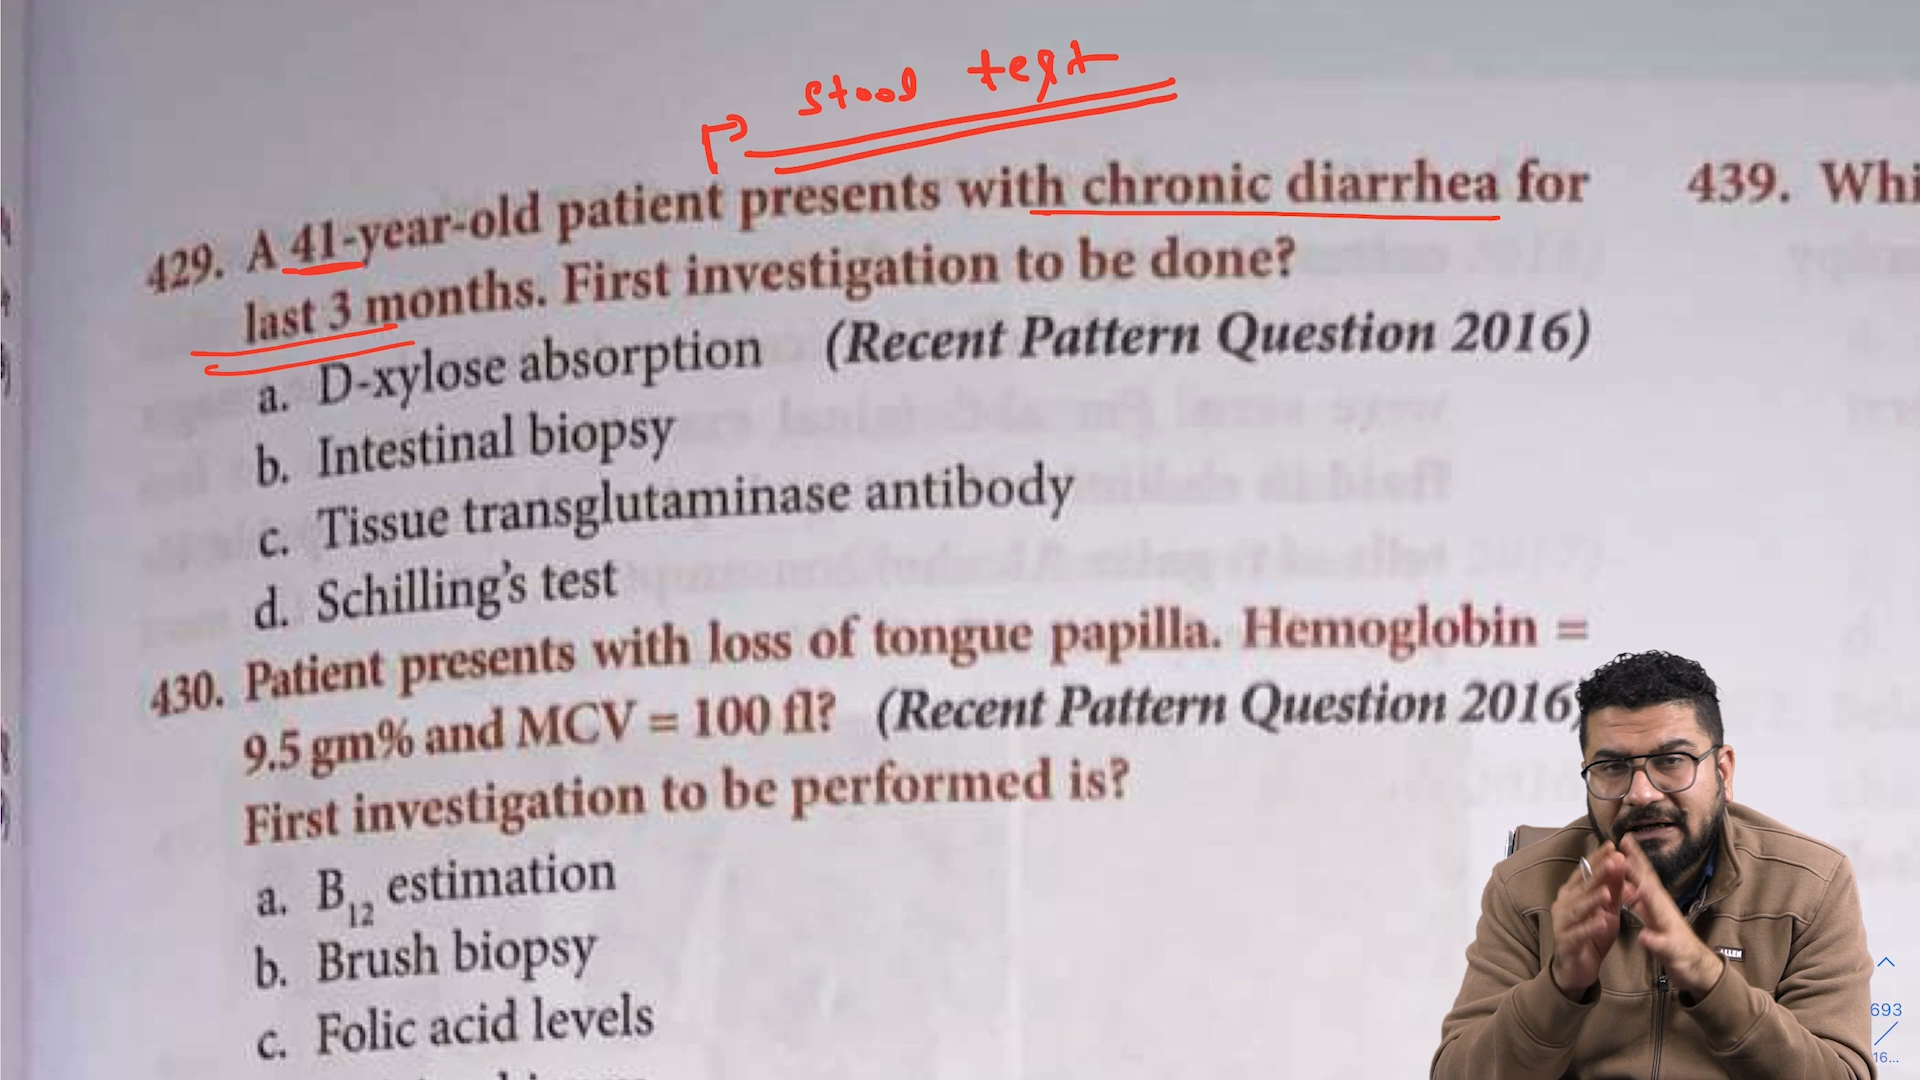 stood test
429. A 41-year-old patient presents with chronic diarrhea for
last 3 months. First investigation to be done?
(Recent Pattern Question 2016)
a. D-xylose absorption
b. Intestinal biopsy
c. Tissue transglutaminase antibody
d. Schilling's test
430. Patient presents with loss of tongue papilla. Hemoglobin =
9.5 gm% and MCV = 100 fl? (Recent Pattern Question 2016)
First investigation to be performed is?
a. B12 estimation
b. Brush biopsy
c. Folic acid levels
439. Whi
693
16...